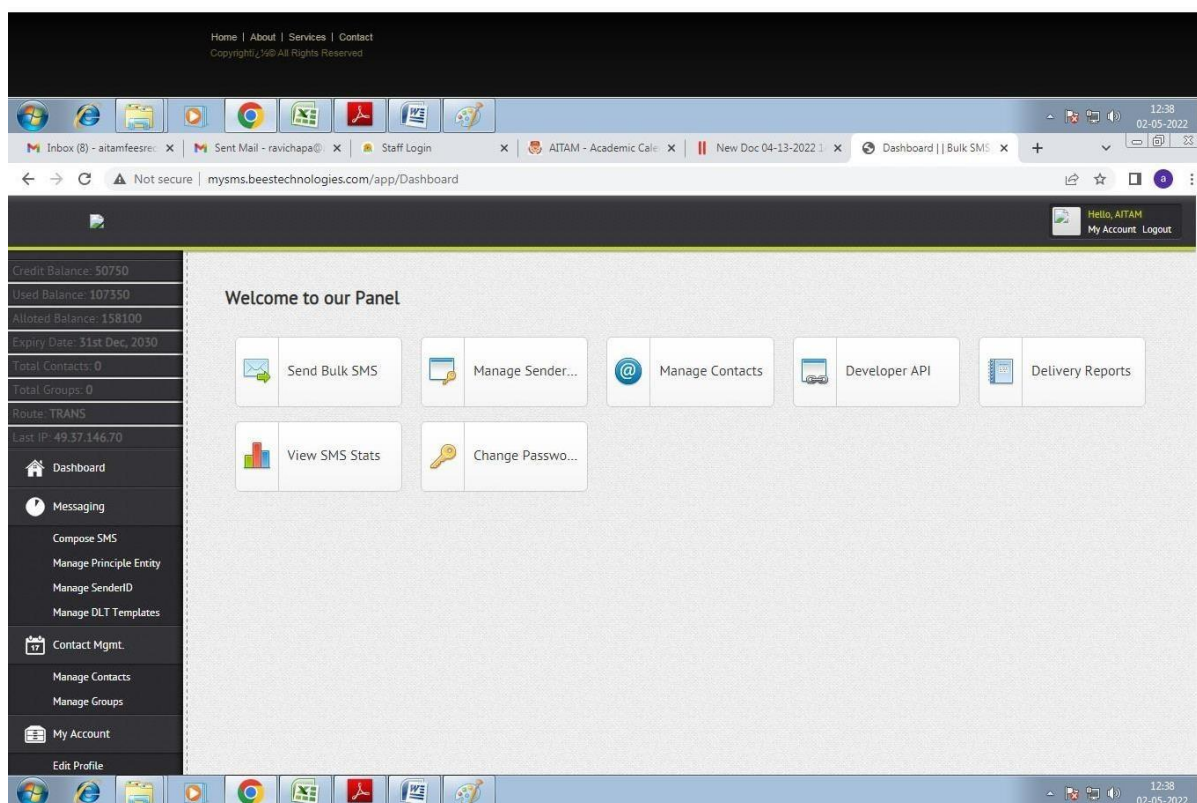 Home | About | Services | Contact
Copyrightï¿½© All Rights Reserved
12:38
02-05-2022
Inbox (8) - aitamfeesrec
Sent Mail - ravichapa@
Staff Login
AITAM - Academic Cale
New Doc 04-13-2022 1
Dashboard || Bulk SMS
Not secure | mysms.beestechnologies.com/app/Dashboard
a
Hello, AITAM
My Account Logout
Credit Balance: 50750
Used Balance: 107350
Alloted Balance: 158100
Expiry Date: 31st Dec, 2030
Total Contacts: 0
Total Groups: 0
Route: TRANS
Last IP: 49.37.146.70
Dashboard
Messaging
Compose SMS
Manage Principle Entity
Manage SenderID
Manage DLT Templates
17
Contact Mgmt.
Manage Contacts
Manage Groups
My Account
Edit Profile
Welcome to our Panel
Send Bulk SMS
Manage Sender...
Manage Contacts
Developer API
Delivery Reports
View SMS Stats
Change Passwo...
12:38
02-05-2022